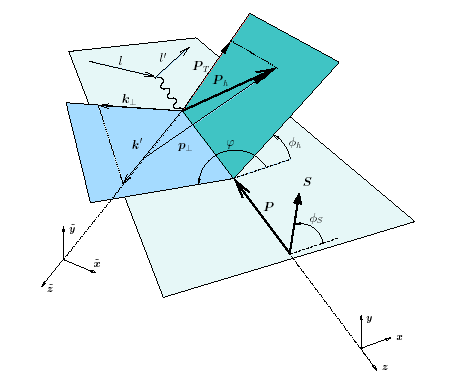 l
l′
P_T
P_h
k_⊥
k′
p_⊥
φ
ϕ_h
S
P
ϕ_S
ỹ
x̃
z̃
y
x
z